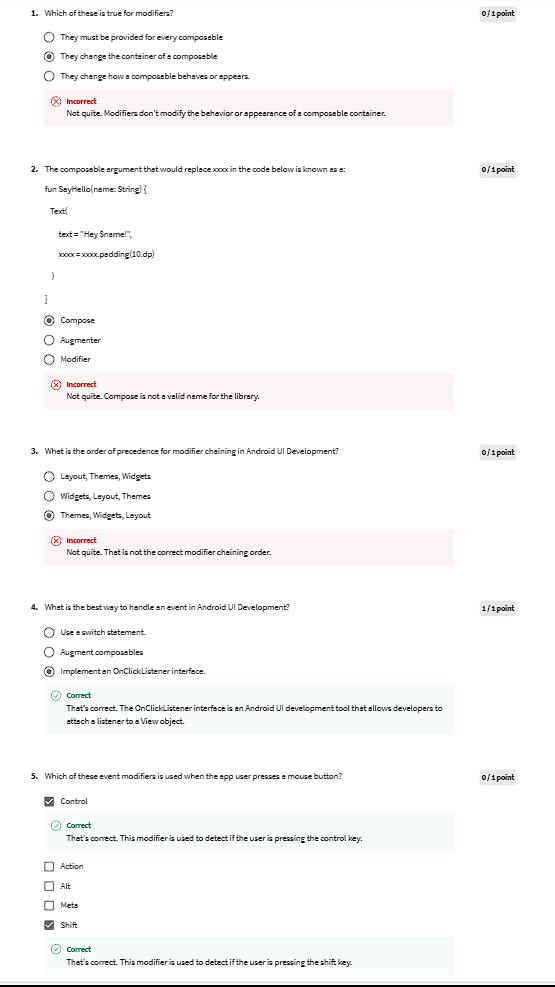 1. Which of these is true for modifiers?
0 / 1 point
They must be provided for every composable
They change the container of a composable
They change how a composable behaves or appears.
Incorrect
Not quite. Modifiers don't modify the behavior or appearance of a composable container.
2. The composable argument that would replace xxxx in the code below is known as a:
0 / 1 point
fun SayHello(name: String) {
Text(
text = "Hey $name!",
xxxx = xxxx.padding(10.dp)
)
}
Compose
Augmenter
Modifier
Incorrect
Not quite. Compose is not a valid name for the library.
3. What is the order of precedence for modifier chaining in Android UI Development?
0 / 1 point
Layout, Themes, Widgets
Widgets, Layout, Themes
Themes, Widgets, Layout
Incorrect
Not quite. That is not the correct modifier chaining order.
4. What is the best way to handle an event in Android UI Development?
1 / 1 point
Use a switch statement.
Augment composables
Implement an OnClickListener interface.
Correct
That's correct. The OnClickListener interface is an Android UI development tool that allows developers to
attach a listener to a View object.
5. Which of these event modifiers is used when the app user presses a mouse button?
0 / 1 point
Control
Correct
That's correct. This modifier is used to detect if the user is pressing the control key.
Action
Alt
Meta
Shift
Correct
That's correct. This modifier is used to detect if the user is pressing the shift key.